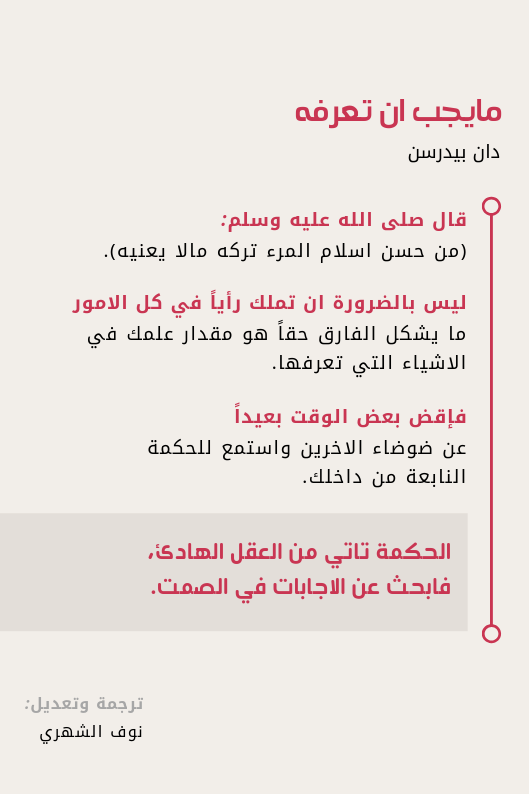 مايجب ان تعرفه
دان بيدرسن
قال صلى الله عليه وسلم:
(من حسن اسلام المرء تركه مالا يعنيه).
ليس بالضرورة ان تملك رأياً في كل الامور
ما يشكل الفارق حقاً هو مقدار علمك في
الاشياء التي تعرفها.
فإقض بعض الوقت بعيداً
عن ضوضاء الاخرين واستمع للحكمة
النابعة من داخلك.
الحكمة تاتي من العقل الهادئ،
فابحث عن الاجابات في الصمت.
ترجمة وتعديل:
نوف الشهري